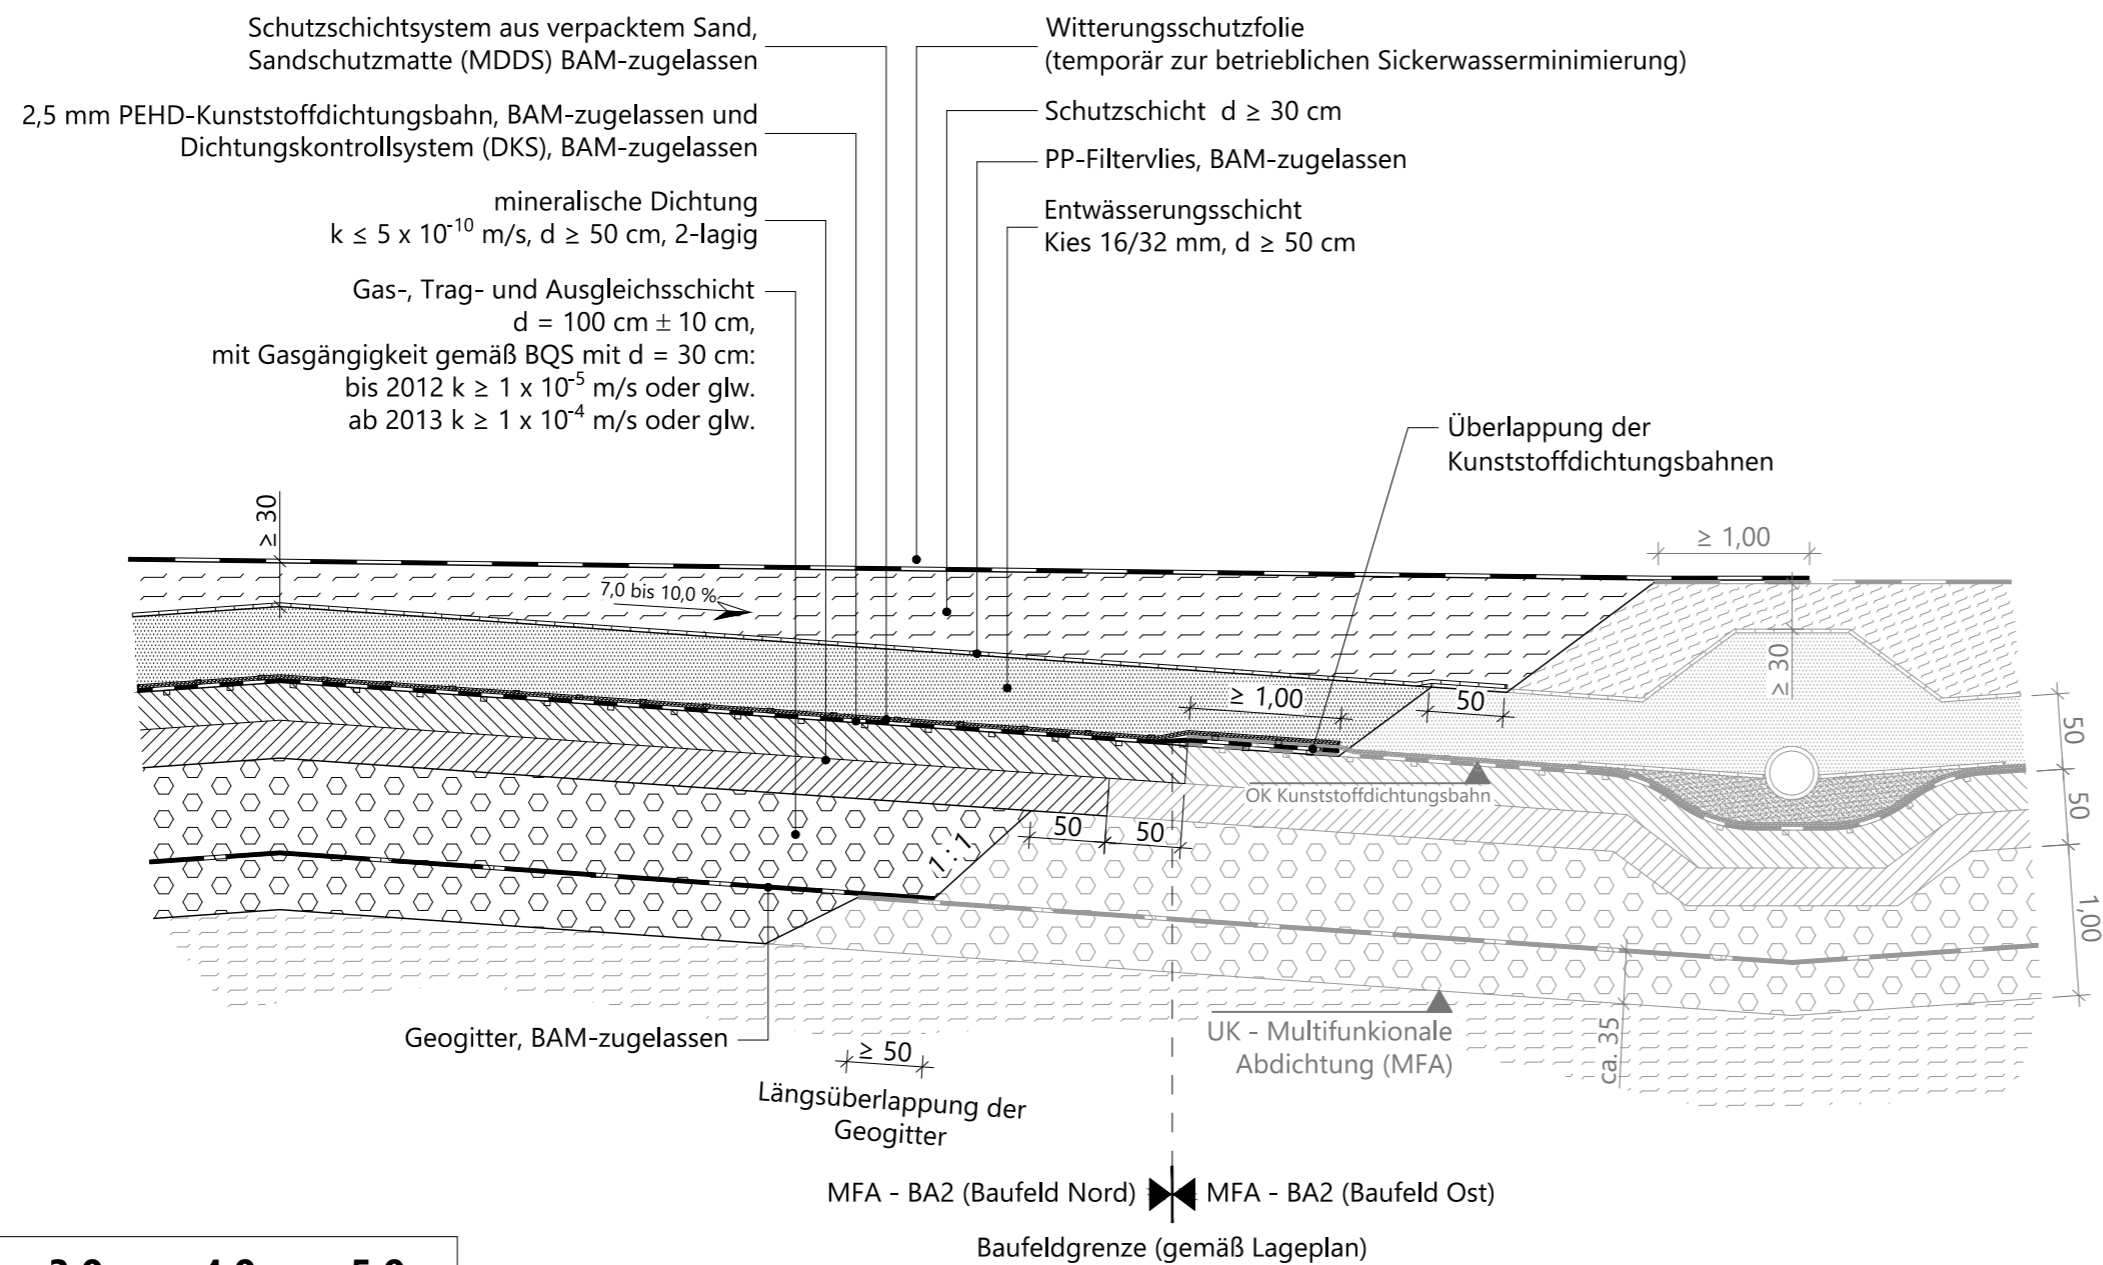 Schutzschichtsystem aus verpacktem Sand,
Sandschutzmatte (MDDS) BAM-zugelassen
2,5 mm PEHD-Kunststoffdichtungsbahn, BAM-zugelassen und
Dichtungskontrollsystem (DKS), BAM-zugelassen
mineralische Dichtung
k ≤ 5 x 10⁻¹⁰ m/s, d ≥ 50 cm, 2-lagig
Gas-, Trag- und Ausgleichsschicht
d = 100 cm ± 10 cm,
mit Gasgängigkeit gemäß BQS mit d = 30 cm:
bis 2012 k ≥ 1 x 10⁻⁵ m/s oder glw.
ab 2013 k ≥ 1 x 10⁻⁴ m/s oder glw.
Witterungsschutzfolie
(temporär zur betrieblichen Sickerwasserminimierung)
Schutzschicht d ≥ 30 cm
PP-Filtervlies, BAM-zugelassen
Entwässerungsschicht
Kies 16/32 mm, d ≥ 50 cm
Überlappung der
Kunststoffdichtungsbahnen
≥ 30
≥ 1,00
7,0 bis 10,0 %
≥ 30
≥ 1,00
50
50
OK Kunststoffdichtungsbahn
50
50
50
1 : 1
1,00
Geogitter, BAM-zugelassen
≥ 50
Längsüberlappung der
Geogitter
UK - Multifunkionale
Abdichtung (MFA)
ca. 35
MFA - BA2 (Baufeld Nord)
MFA - BA2 (Baufeld Ost)
Baufeldgrenze (gemäß Lageplan)